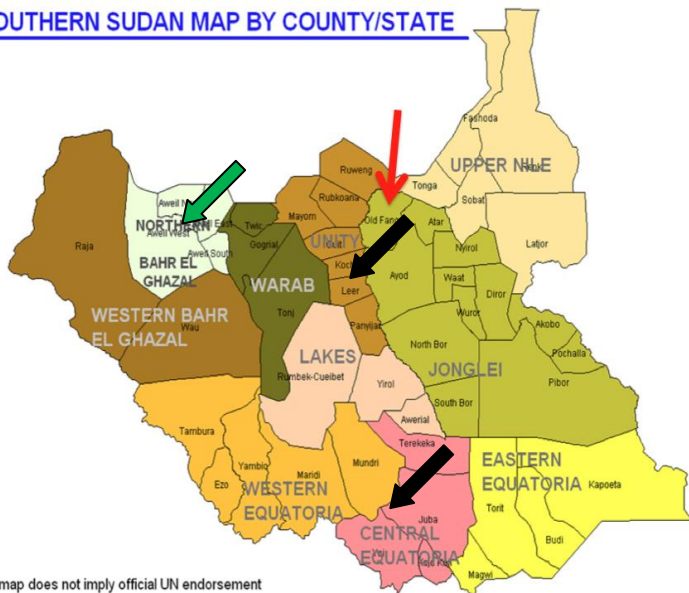 OUTHERN SUDAN MAP BY COUNTY/STATE
Fashoda
UPPER NILE
Ruweng
Tonga
Raja
Rubkoana
Sobat
Aweil
NORTHERN
Aweil West
East
Twic
Mayom
Old Fang
Atar
Gogrial
UNITY
Nyirol
Latjor
Aweil South
BAHR EL
GHAZAL
Koch
Ayod
Waat
WARAB
Leer
Diror
Tonj
Wuror
WESTERN BAHR
EL GHAZAL
Wau
Panyijar
Akobo
North Bor
Pochalla
LAKES
JONGLEI
Rumbek-Cueibet
Yirol
Pibor
South Bor
Awerial
Tambura
Terekeka
Mundri
EASTERN
EQUATORIA
Yambio
Maridi
Ezo
Kapoeta
WESTERN
EQUATORIA
Torit
Juba
CENTRAL
EQUATORIA
Budi
Magwi
map does not imply official UN endorsement